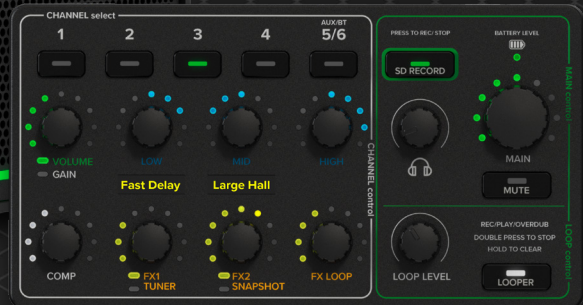 CHANNEL select
1
2
3
4
AUX/BT
5/6
PRESS TO REC/ STOP
BATTERY LEVEL
SD RECORD
VOLUME
GAIN
LOW
MID
HIGH
MAIN
MUTE
MAIN control
CHANNEL control
Fast Delay
Large Hall
COMP
FX1
TUNER
FX2
SNAPSHOT
FX LOOP
LOOP LEVEL
REC/PLAY/OVERDUB
DOUBLE PRESS TO STOP
HOLD TO CLEAR
LOOPER
LOOP control